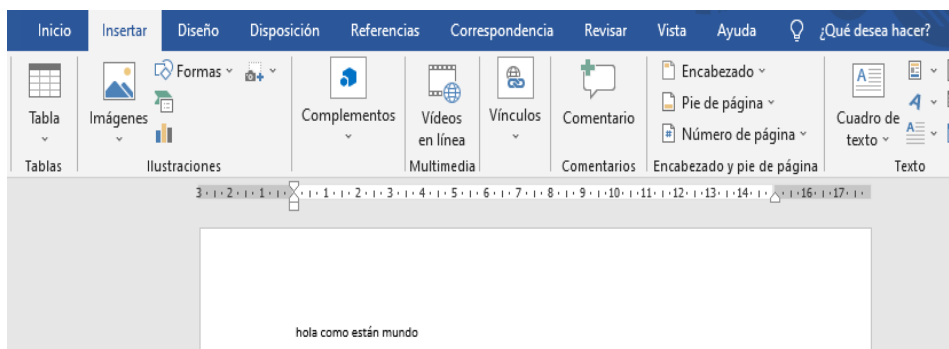 Inicio Insertar Diseño Disposición Referencias Correspondencia Revisar Vista Ayuda ¿Qué desea hacer?
Formas
Encabezado
Tabla Imágenes Complementos Vídeos en línea Vínculos Comentario Pie de página Cuadro de texto
Número de página
Tablas Ilustraciones Multimedia Comentarios Encabezado y pie de página Texto
3 2 1 1 2 3 4 5 6 7 8 9 10 11 12 13 14 16 17
hola como están mundo